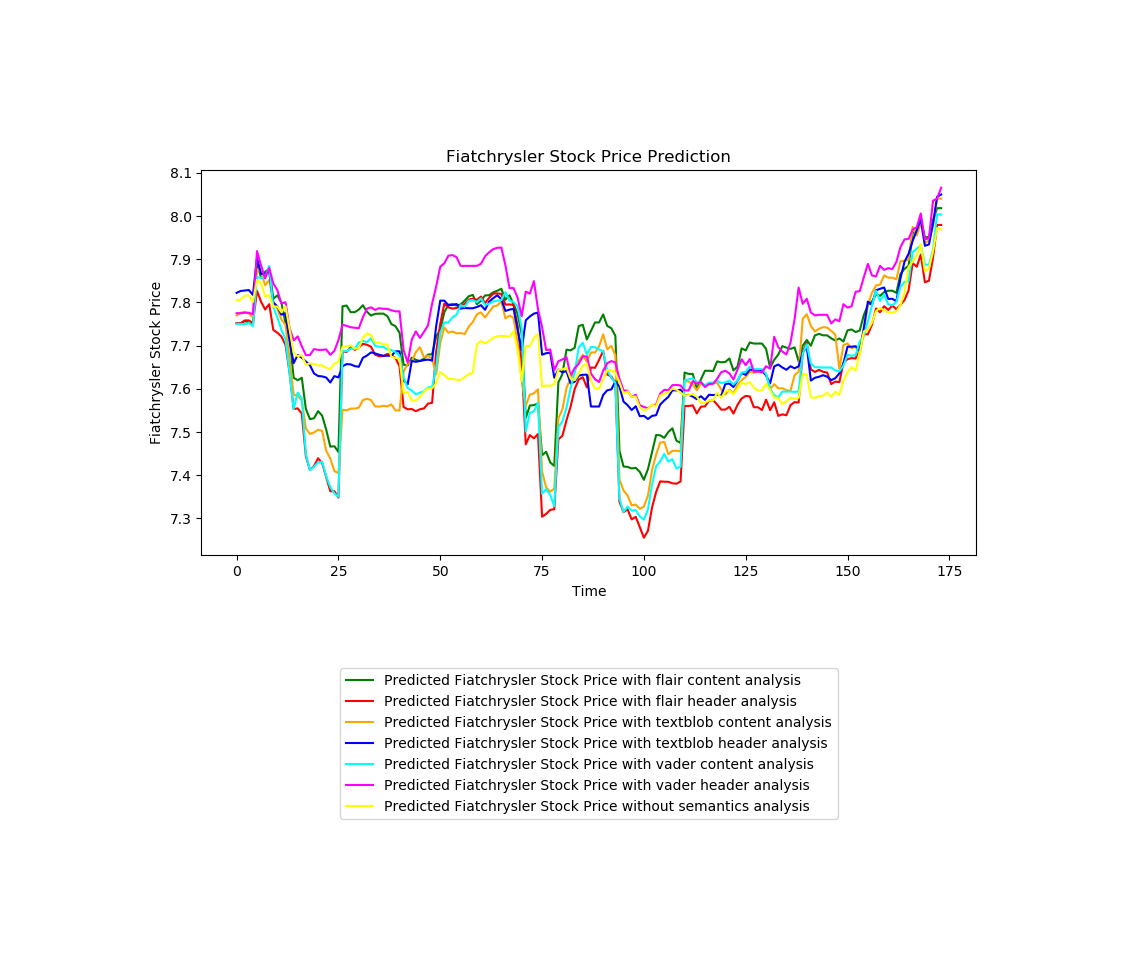 Fiatchrysler Stock Price Prediction
8.1
8.0
7.9
7.8
7.7
7.6
7.5
7.4
7.3
Fiatchrysler Stock Price
0 25 50 75 100 125 150 175
Time
Predicted Fiatchrysler Stock Price with flair content analysis
Predicted Fiatchrysler Stock Price with flair header analysis
Predicted Fiatchrysler Stock Price with textblob content analysis
Predicted Fiatchrysler Stock Price with textblob header analysis
Predicted Fiatchrysler Stock Price with vader content analysis
Predicted Fiatchrysler Stock Price with vader header analysis
Predicted Fiatchrysler Stock Price without semantics analysis